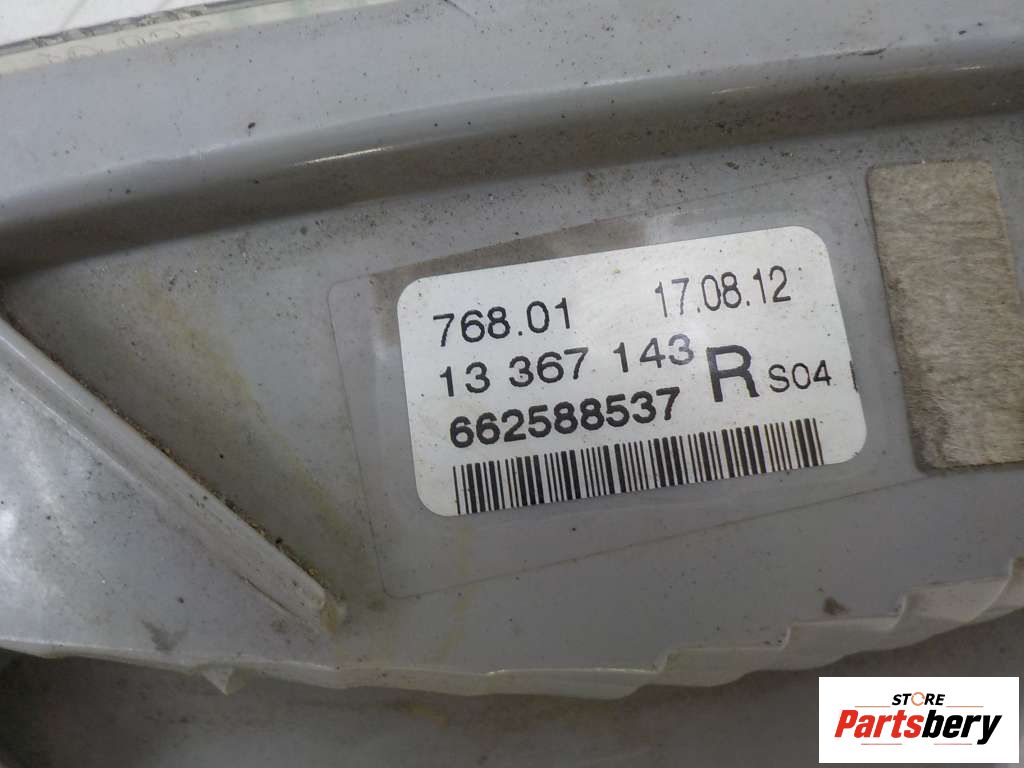 768.01 17.08.12
13 367 143 R S04
662588537
STORE
Partsbery